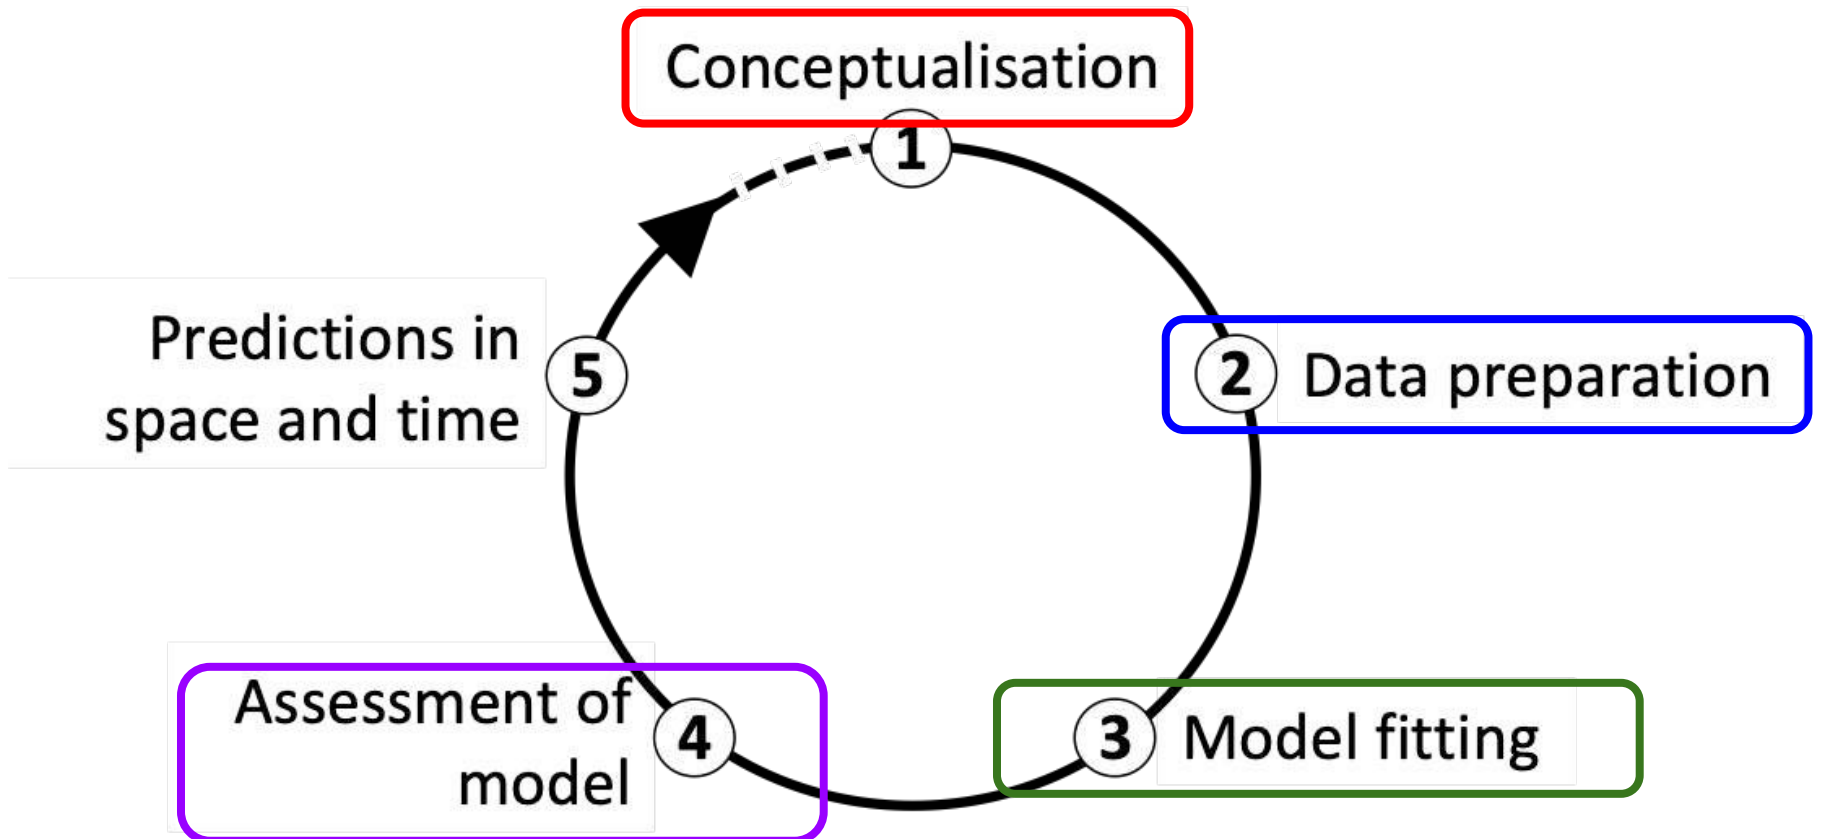 Conceptualisation
1
2 Data preparation
3 Model fitting
4 Assessment of
model
5 Predictions in
space and time